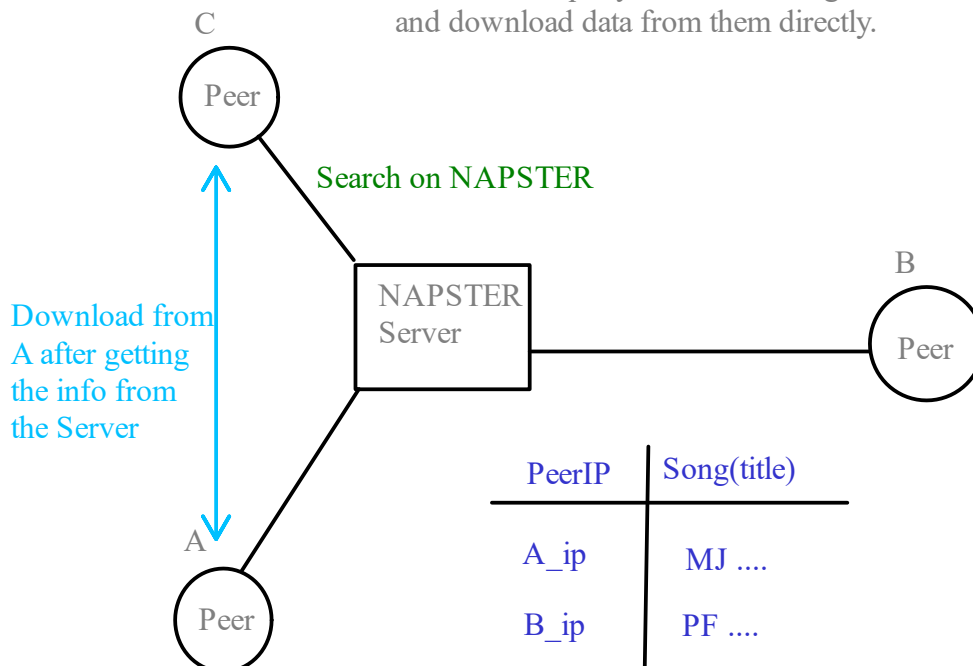 and download data from them directly.
C
Peer
Search on NAPSTER
NAPSTER
Server
B
Peer
Download from
A after getting
the info from
the Server
A
Peer
PeerIP Song(title)
A_ip MJ ....
B_ip PF ....